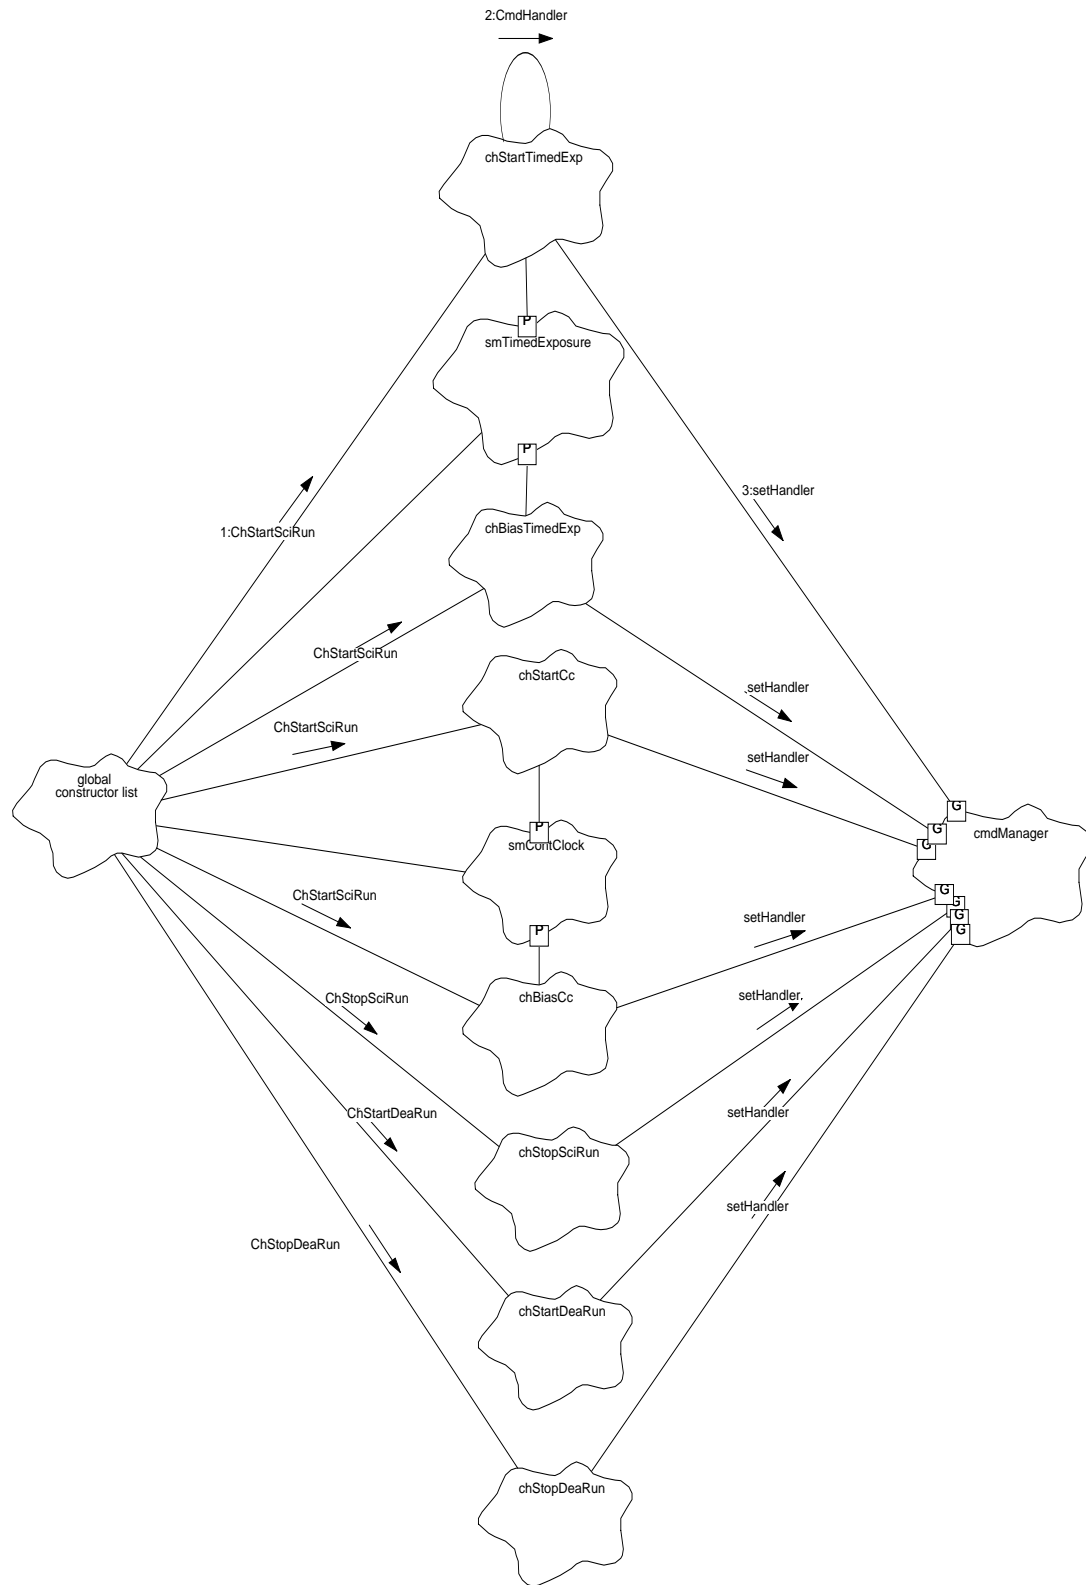 2:CmdHandler
chStartTimedExp
P
smTimedExposure
P
3:setHandler
1:ChStartSciRun
chBiasTimedExp
ChStartSciRun
chStartCc
setHandler
ChStartSciRun
setHandler
global
constructor list
G
G
cmdManager
G
P
smContClock
ChStartSciRun
G
G
setHandler
G
P
G
chBiasCc
ChStopSciRun
setHandler
ChStartDeaRun
setHandler
chStopSciRun
setHandler
ChStopDeaRun
chStartDeaRun
chStopDeaRun